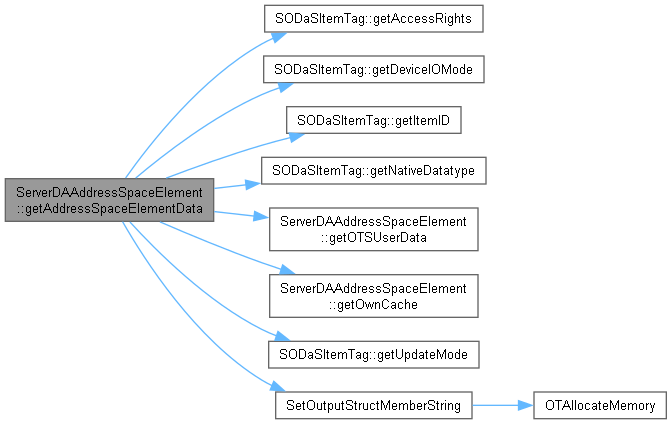 SODaSItemTag::getAccessRights
SODaSItemTag::getDeviceIOMode
SODaSItemTag::getItemID
ServerDAAddressSpaceElement
::getAddressSpaceElementData
SODaSItemTag::getNativeDatatype
ServerDAAddressSpaceElement
::getOTSUserData
ServerDAAddressSpaceElement
::getOwnCache
SODaSItemTag::getUpdateMode
SetOutputStructMemberString
OTAllocateMemory